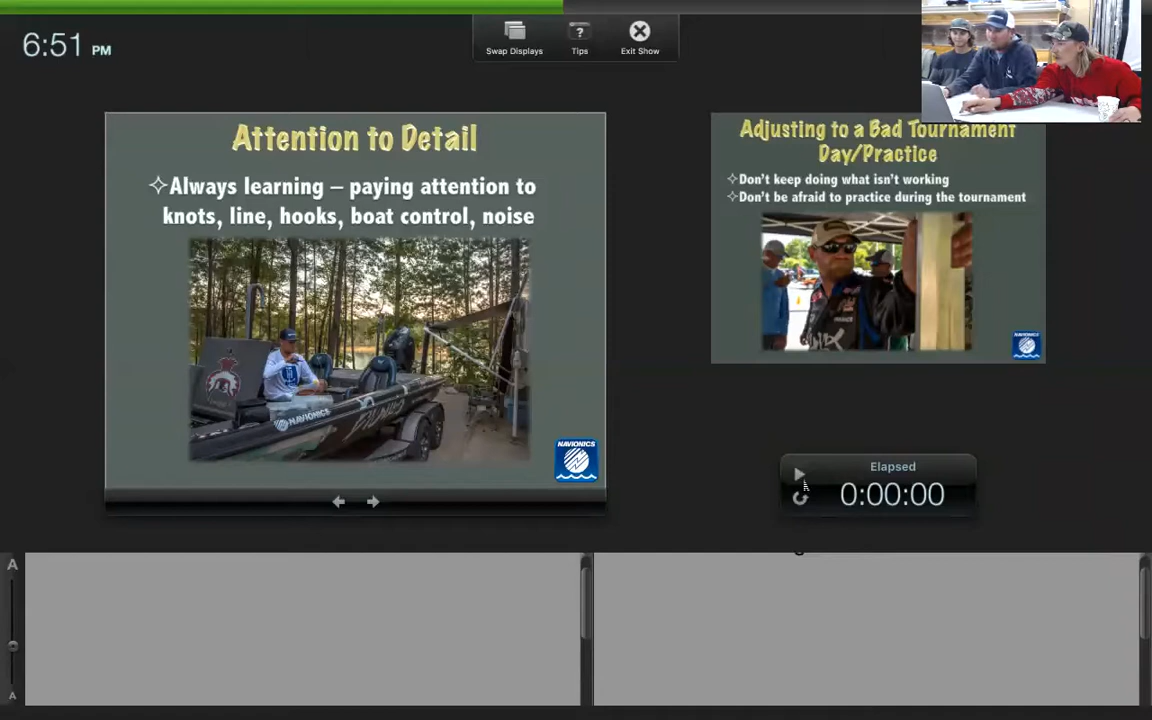 6:51 PM
Swap Displays
Tips
Exit Show
Attention to Detail
✧Always learning – paying attention to
knots, line, hooks, boat control, noise
NAVIONICS
NAVIONICS
Adjusting to a Bad Tournament
Day/Practice
✧Don't keep doing what isn't working
✧Don't be afraid to practice during the tournament
Elapsed
0:00:00
A
A